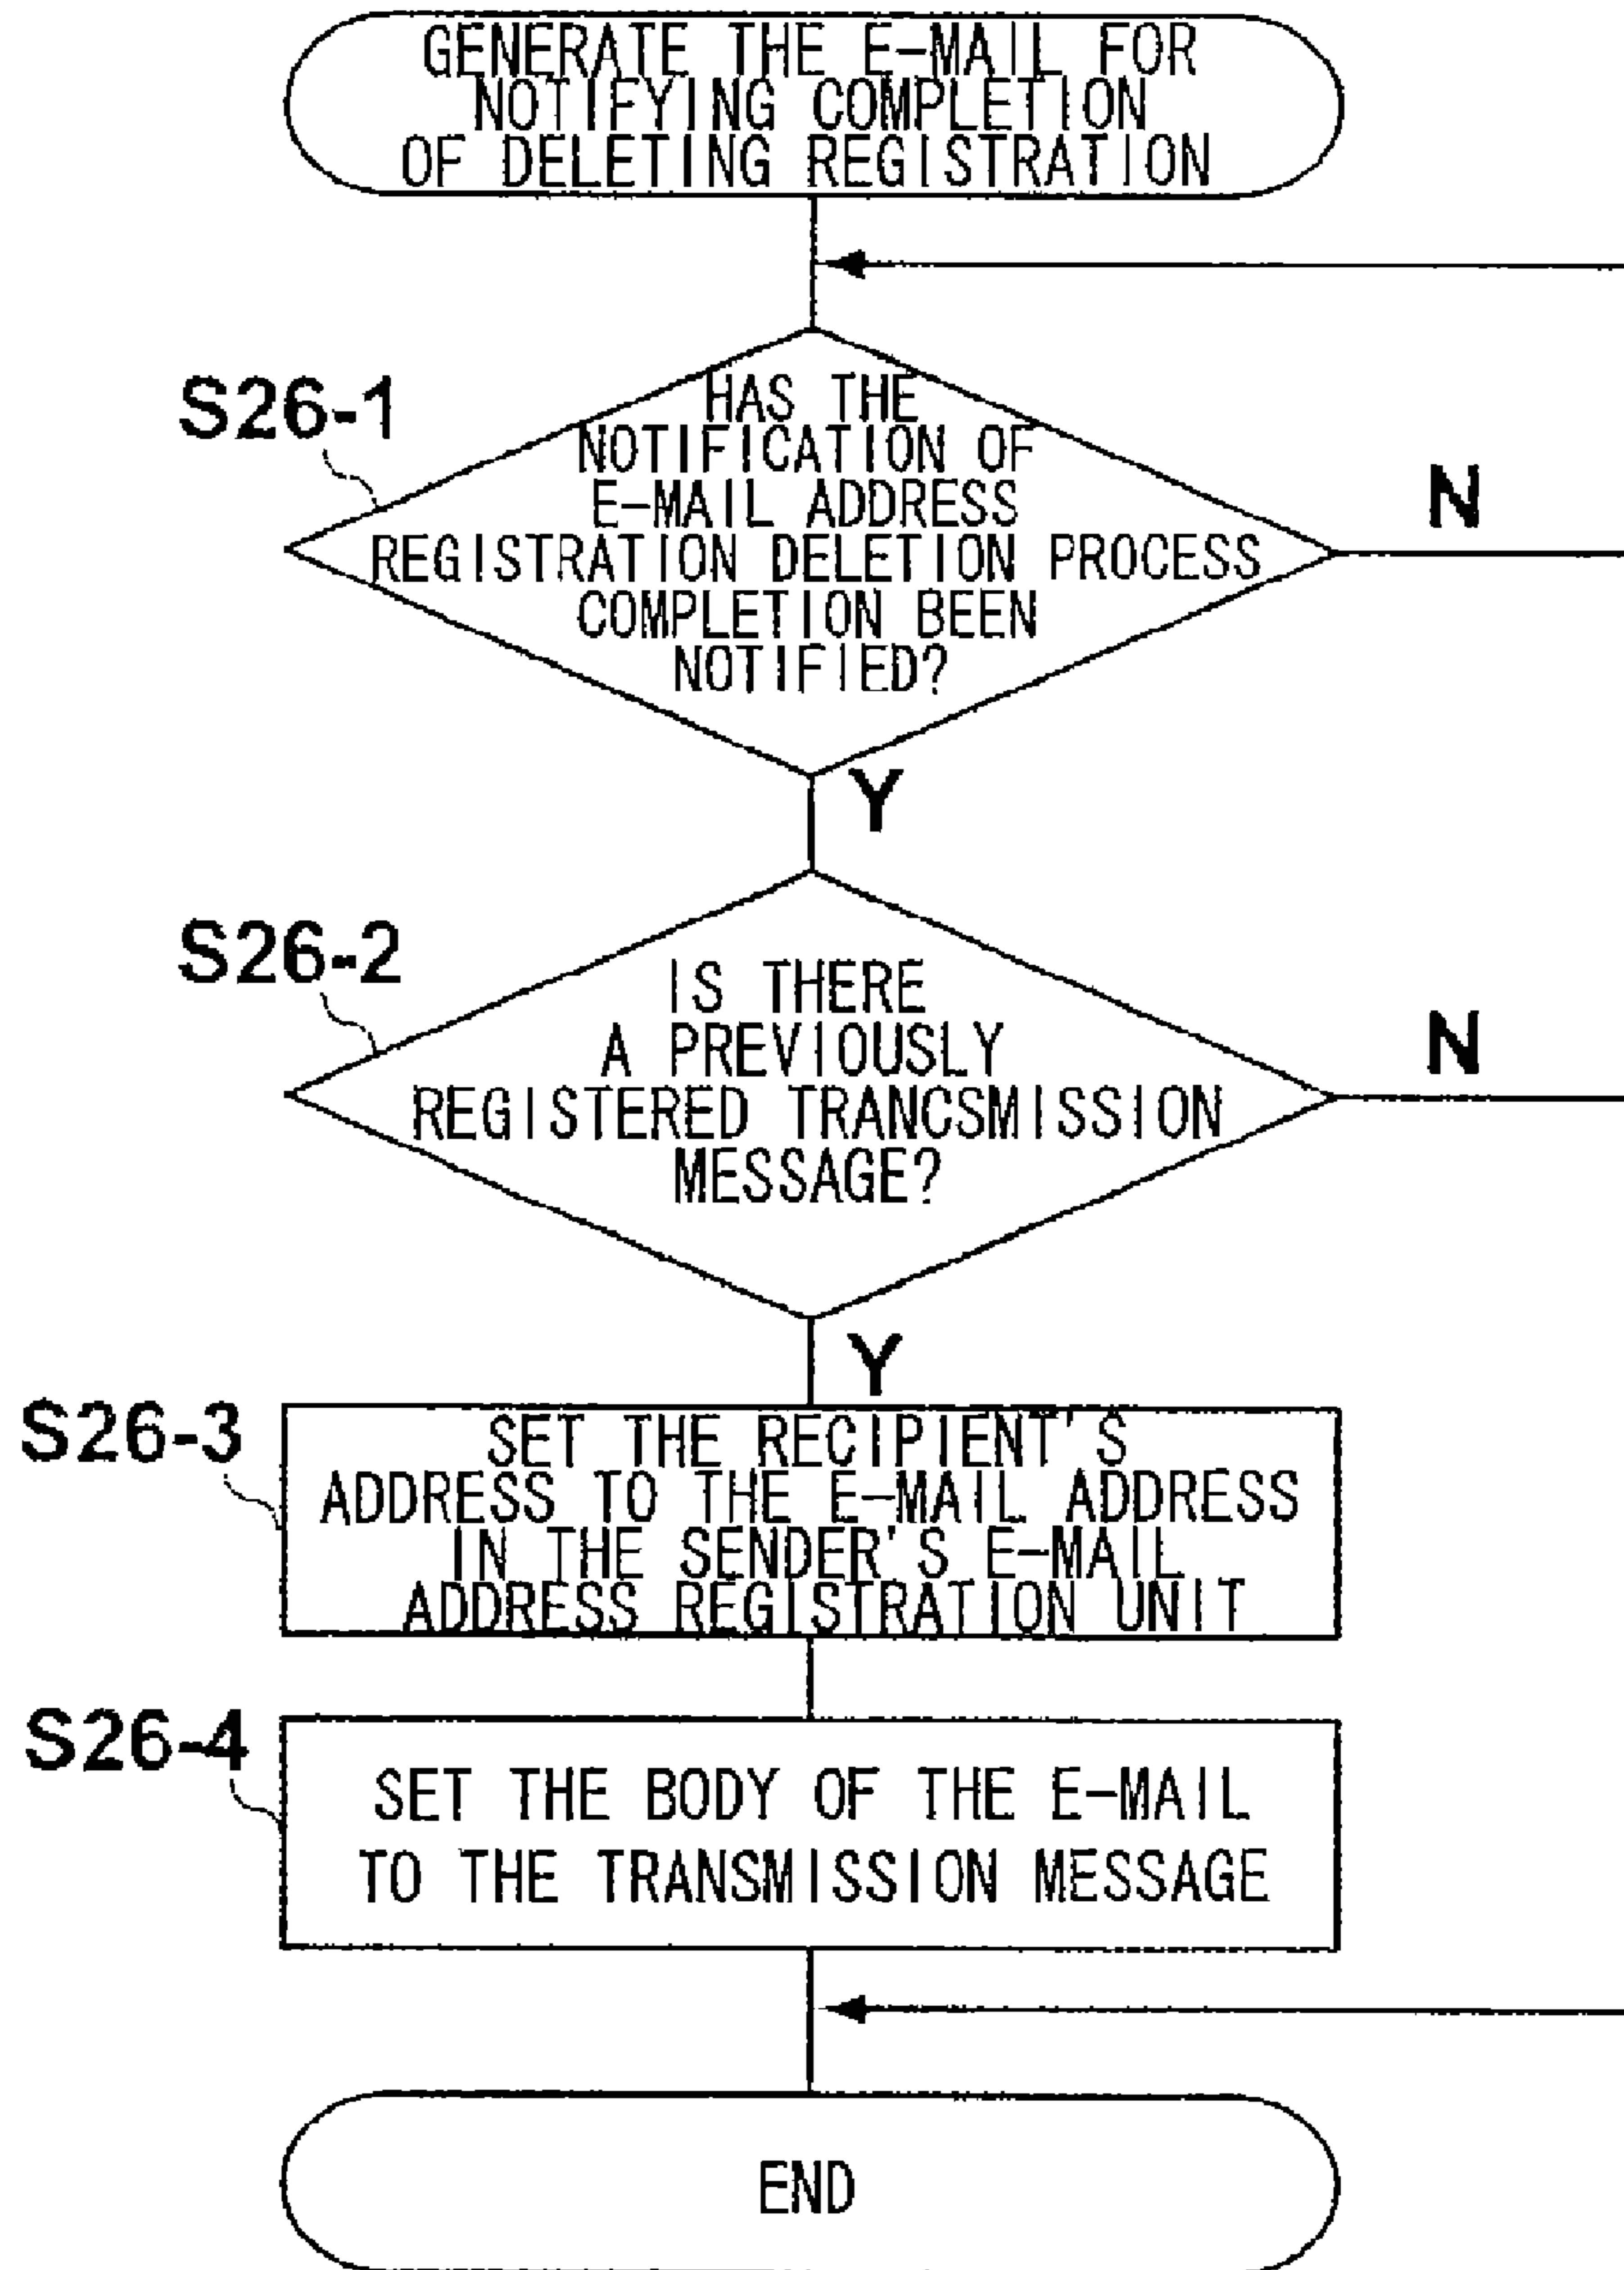 GENERATE THE E-MAIL FOR
NOTIFYING COMPLETION
OF DELETING REGISTRATION
S26-1
HAS THE
NOTIFICATION OF
E-MAIL ADDRESS
REGISTRATION DELETION PROCESS
COMPLETION BEEN
NOTIFIED?
N
Y
S26-2
IS THERE
A PREVIOUSLY
REGISTERED TRANCSMISSION
MESSAGE?
N
Y
S26-3
SET THE RECIPIENT'S
ADDRESS TO THE E-MAIL ADDRESS
IN THE SENDER'S E-MAIL
ADDRESS REGISTRATION UNIT
S26-4
SET THE BODY OF THE E-MAIL
TO THE TRANSMISSION MESSAGE
END